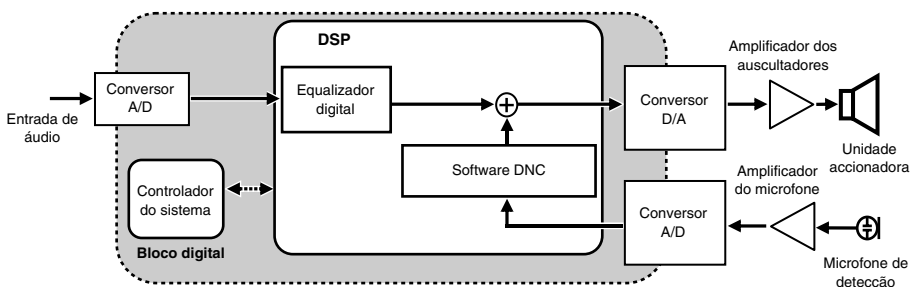 DSP
Amplificador dos
auscultadores
Conversor
A/D
Equalizador
digital
Conversor
D/A
Entrada de
áudio
Unidade
accionadora
Software DNC
Amplificador
do microfone
Controlador
do sistema
Conversor
A/D
Bloco digital
Microfone de
detecção